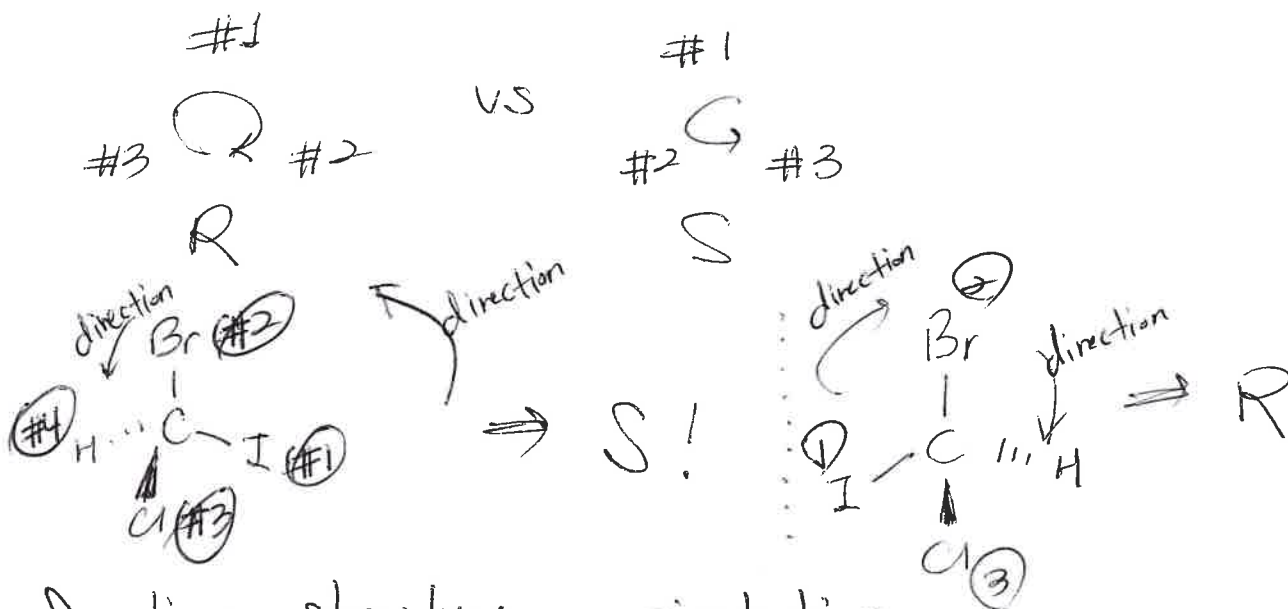 #1
#3 #2
R
vs
#1
#2 #3
S
direction
Br #2
direction
#4 H C I #1
Cl #3
⇒ S!
direction
2
Br
direction
1
I C H
Cl 3
⇒ R